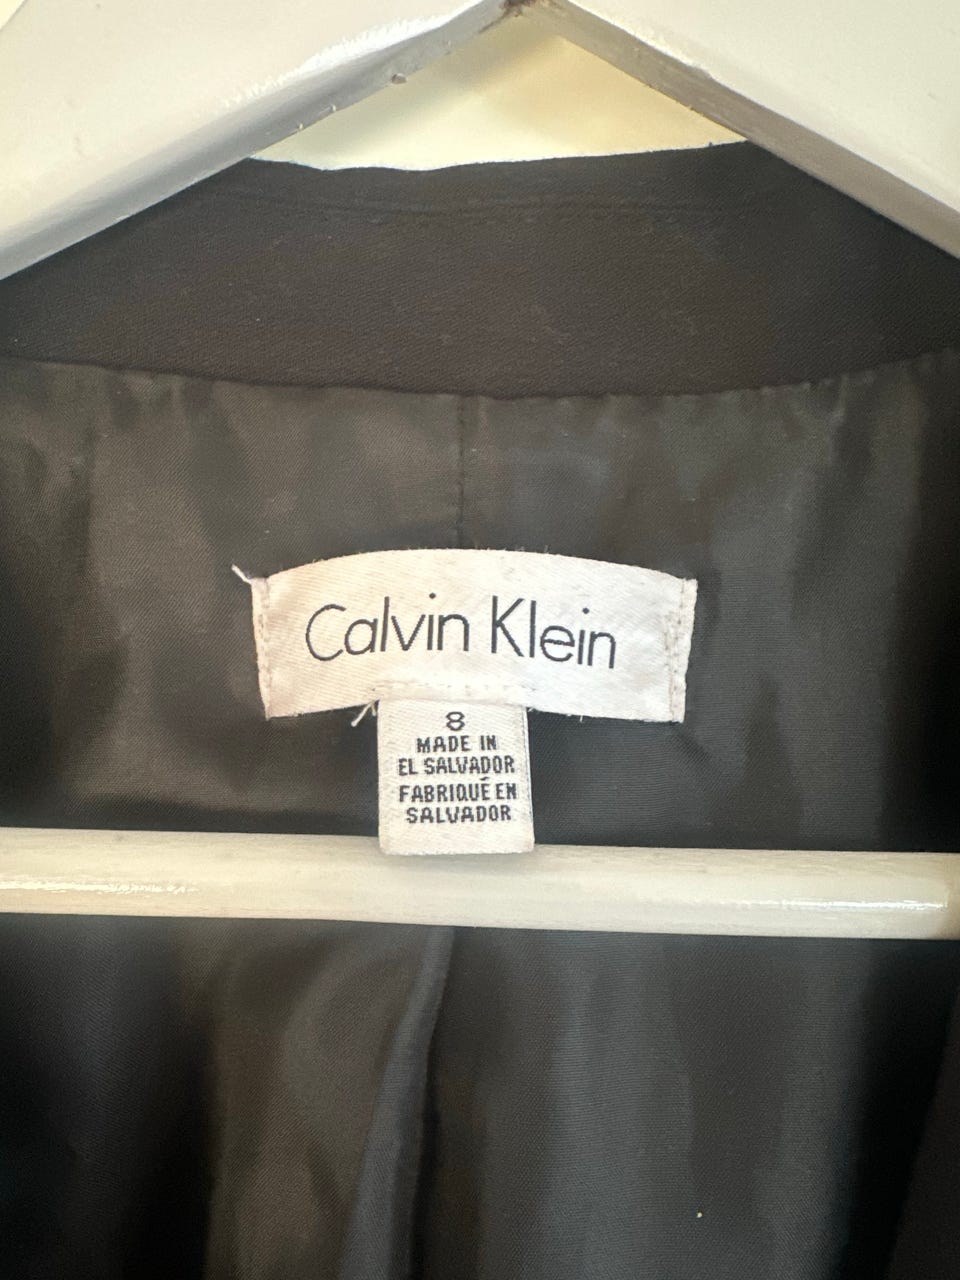 Calvin Klein
8
MADE IN
EL SALVADOR
FABRIQUÉ EN
SALVADOR